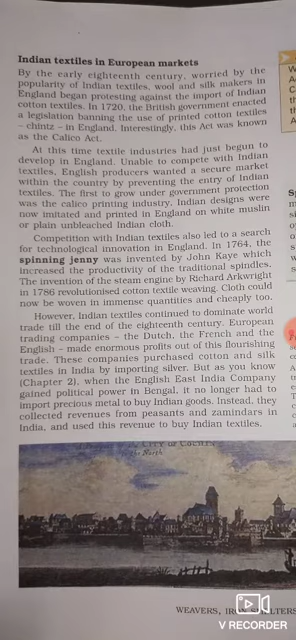 Indian textiles in European markets
By the early eighteenth century, worried by the
popularity of Indian textiles, wool and silk makers in
England began protesting against the import of Indian
cotton textiles. In 1720, the British government enacted
a legislation banning the use of printed cotton textiles
– chintz – in England. Interestingly, this Act was known
as the Calico Act.
At this time textile industries had just begun to
develop in England. Unable to compete with Indian
textiles, English producers wanted a secure market
within the country by preventing the entry of Indian
textiles. The first to grow under government protection
was the calico printing industry. Indian designs were
now imitated and printed in England on white muslin
or plain unbleached Indian cloth.
Competition with Indian textiles also led to a search
for technological innovation in England. In 1764, the
spinning jenny was invented by John Kaye which
increased the productivity of the traditional spindles.
The invention of the steam engine by Richard Arkwright
in 1786 revolutionised cotton textile weaving. Cloth could
now be woven in immense quantities and cheaply too.
However, Indian textiles continued to dominate world
trade till the end of the eighteenth century. European
trading companies – the Dutch, the French and the
English – made enormous profits out of this flourishing
trade. These companies purchased cotton and silk
textiles in India by importing silver. But as you know
(Chapter 2), when the English East India Company
gained political power in Bengal, it no longer had to
import precious metal to buy Indian goods. Instead, they
collected revenues from peasants and zamindars in
India, and used this revenue to buy Indian textiles.
CITY OF COCHIN
the North
WEAVERS, IRON SMELTERS
V RECORDER